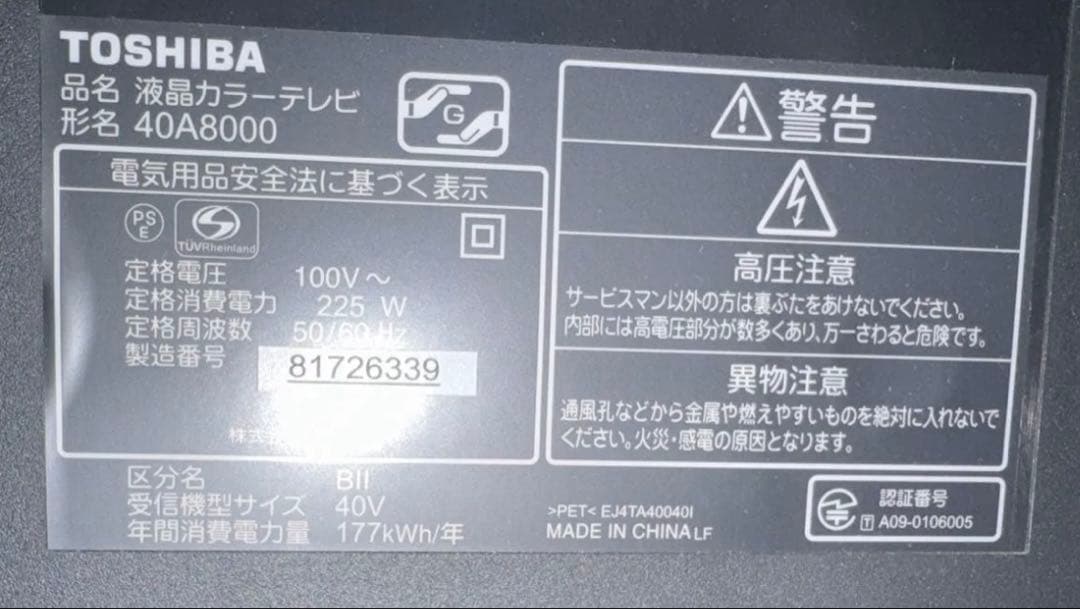 TOSHIBA
品名 液晶カラーテレビ
形名 40A8000
G
電気用品安全法に基づく表示
PS
E
TÜVRheinland
定格電圧 100V～
定格消費電力 225 W
定格周波数 50/60 Hz
製造番号 81726339
株式
区分名 BII
受信機型サイズ 40V
年間消費電力量 177kWh/年
警告
高圧注意
サービスマン以外の方は裏ぶたをあけないでください。
内部には高電圧部分が数多くあり,万一さわると危険です。
異物注意
通風孔などから金属や燃えやすいものを絶対に入れないで
ください。火災・感電の原因となります。
>PET< EJ4TA40040I
MADE IN CHINA LF
認証番号
T A09-0106005